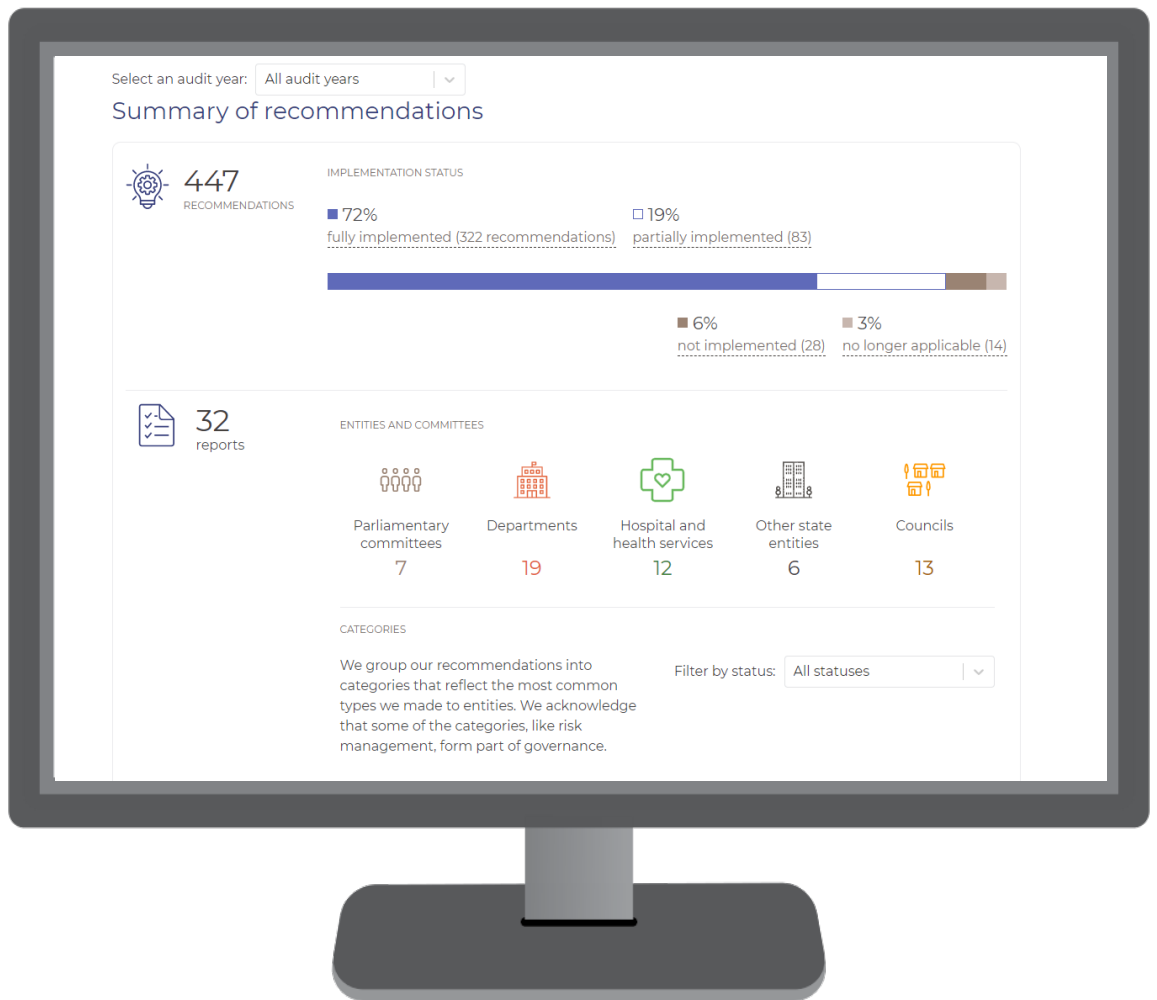 Select an audit year: All audit years
Summary of recommendations
447
RECOMMENDATIONS
IMPLEMENTATION STATUS
72%
fully implemented (322 recommendations)
19%
partially implemented (83)
6%
not implemented (28)
3%
no longer applicable (14)
32
reports
ENTITIES AND COMMITTEES
Parliamentary
committees
7
Departments
19
Hospital and
health services
12
Other state
entities
6
Councils
13
CATEGORIES
We group our recommendations into
categories that reflect the most common
types we made to entities. We acknowledge
that some of the categories, like risk
management, form part of governance.
Filter by status: All statuses